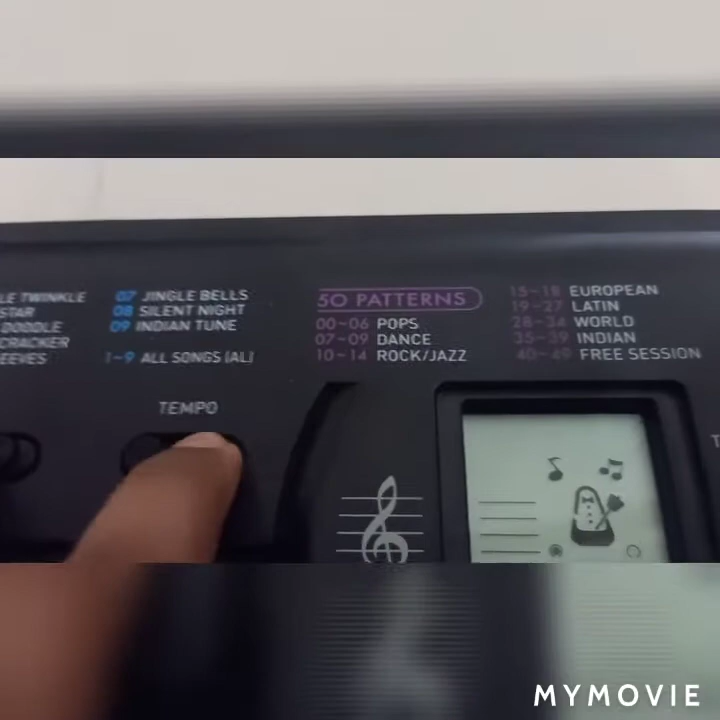 LE TWINKLE
STAR
DOODLE
CRACKER
EEVES
07 JINGLE BELLS
08 SILENT NIGHT
09 INDIAN TUNE
1~9 ALL SONGS (AL)
50 PATTERNS
00~06 POPS
07~09 DANCE
10~14 ROCK/JAZZ
15~18 EUROPEAN
19~27 LATIN
28~34 WORLD
35~39 INDIAN
40~49 FREE SESSION
TEMPO
T
MYMOVIE